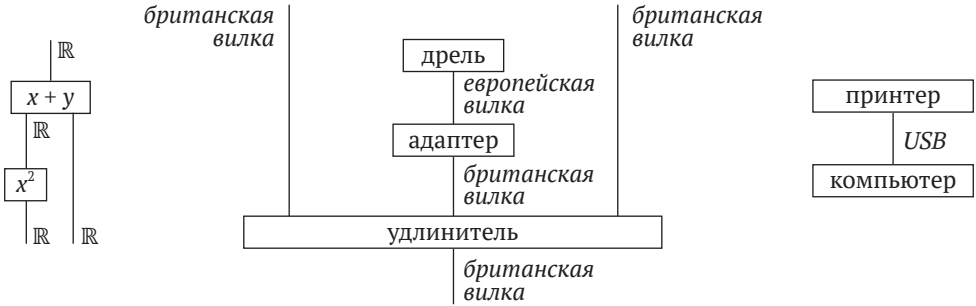 британская
вилка
британская
вилка
ℝ
дрель
европейская
вилка
x + y
принтер
ℝ
адаптер
USB
британская
вилка
x²
компьютер
ℝ
ℝ
удлинитель
британская
вилка